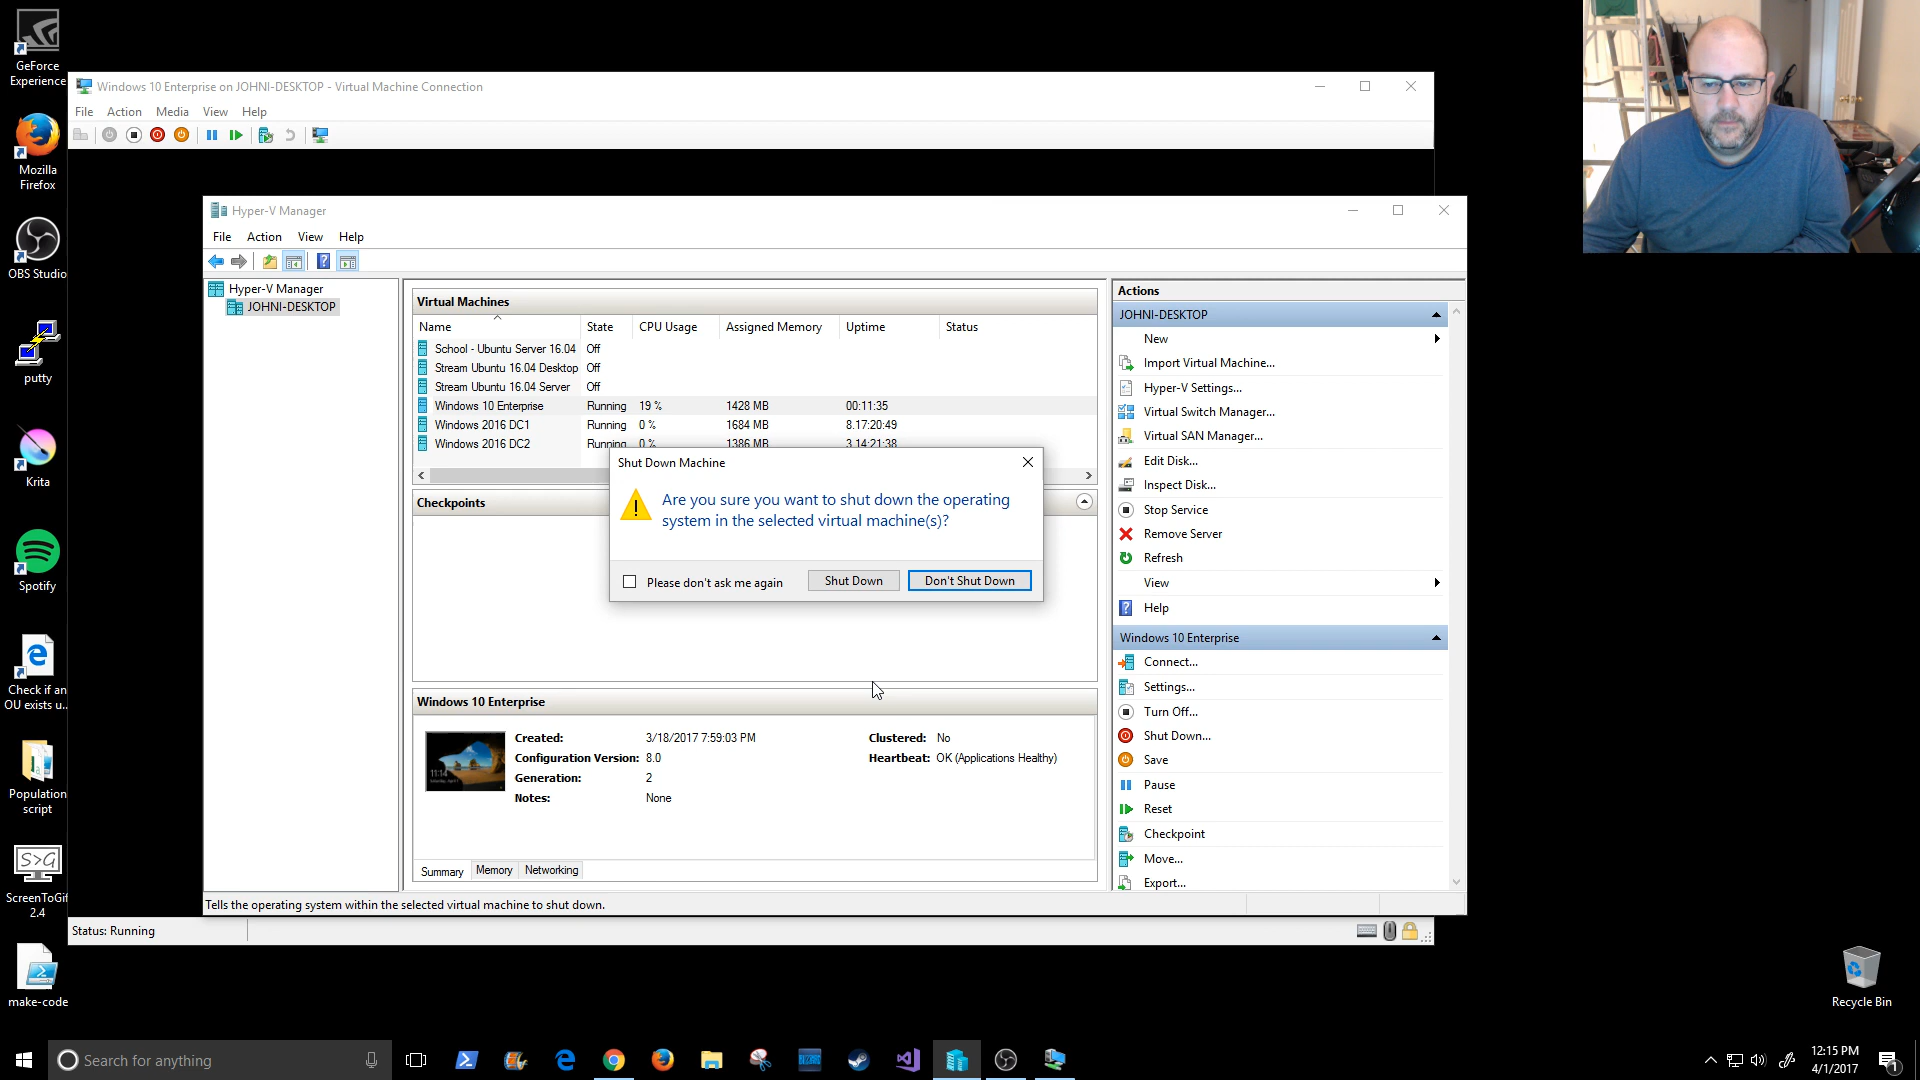 GeForce
Experience
Mozilla
Firefox
OBS Studio
putty
Krita
Spotify
Check if an
OU exists u...
Population
script
S>G
ScreenToGif
2.4
make-code
Windows 10 Enterprise on JOHNI-DESKTOP - Virtual Machine Connection
File Action Media View Help
Hyper-V Manager
File Action View Help
Hyper-V Manager
JOHNI-DESKTOP
Virtual Machines
Name State CPU Usage Assigned Memory Uptime Status
School - Ubuntu Server 16.04 Off
Stream Ubuntu 16.04 Desktop Off
Stream Ubuntu 16.04 Server Off
Windows 10 Enterprise Running 19 % 1428 MB 00:11:35
Windows 2016 DC1 Running 0 % 1684 MB 8.17:20:49
Windows 2016 DC2 Running 0 % 1386 MB 3.14:21:38
Checkpoints
Shut Down Machine
Are you sure you want to shut down the operating
system in the selected virtual machine(s)?
Please don't ask me again Shut Down Don't Shut Down
Windows 10 Enterprise
11:14
Created: 3/18/2017 7:59:03 PM Clustered: No
Configuration Version: 8.0 Heartbeat: OK (Applications Healthy)
Generation: 2
Notes: None
Summary Memory Networking
Actions
JOHNI-DESKTOP
New
Import Virtual Machine...
Hyper-V Settings...
Virtual Switch Manager...
Virtual SAN Manager...
Edit Disk...
Inspect Disk...
Stop Service
Remove Server
Refresh
View
Help
Windows 10 Enterprise
Connect...
Settings...
Turn Off...
Shut Down...
Save
Pause
Reset
Checkpoint
Move...
Export...
Tells the operating system within the selected virtual machine to shut down.
Status: Running
Recycle Bin
Search for anything
12:15 PM
4/1/2017
1